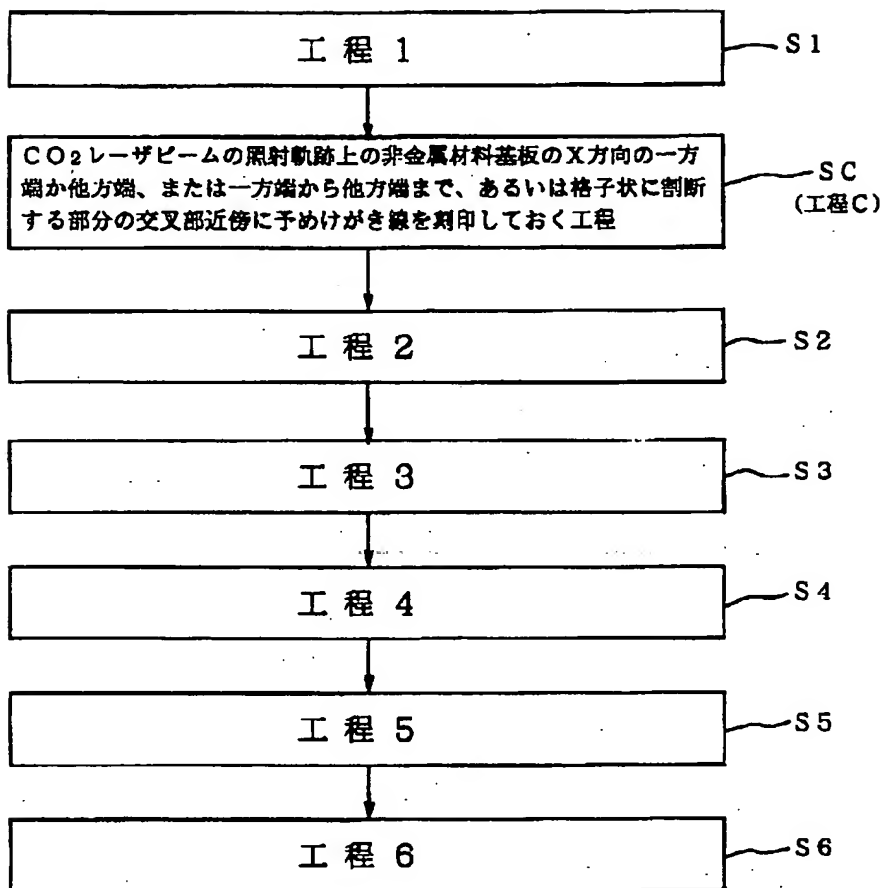 工程1
S1
CO2レーザビームの照射軌跡上の非金属材料基板のX方向の一方
端か他方端、または一方端から他方端まで、あるいは格子状に割断
する部分の交叉部近傍に予めけがき線を刻印しておく工程
SC
(工程C)
工程2
S2
工程3
S3
工程4
S4
工程5
S5
工程6
S6